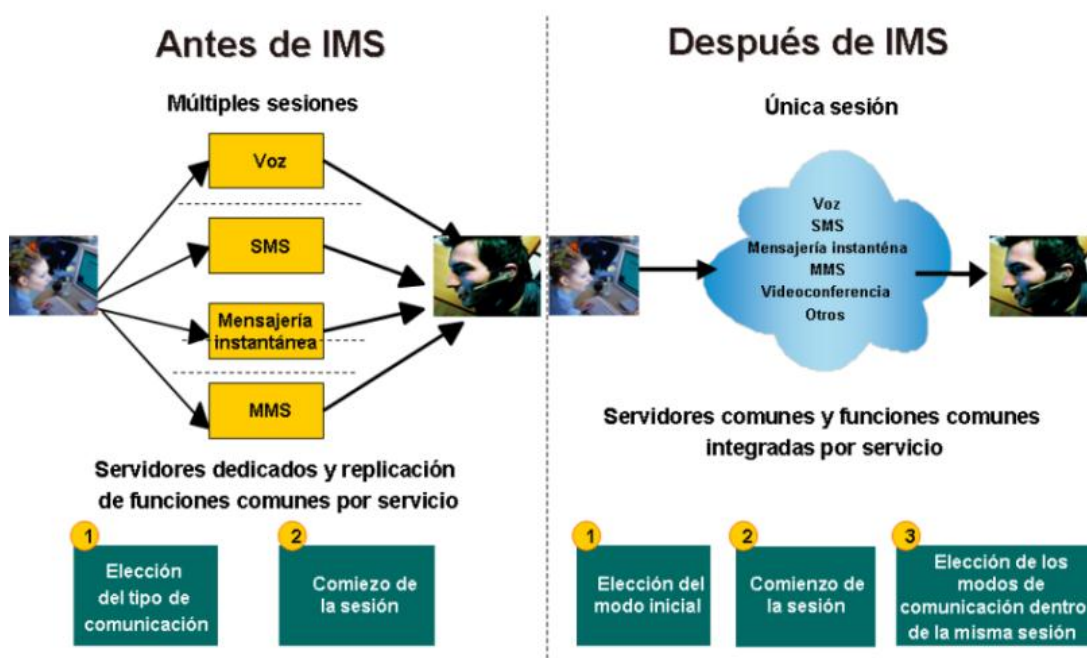 Antes de IMS
Múltiples sesiones
Voz
SMS
Mensajería
instantánea
MMS
Servidores dedicados y replicación
de funciones comunes por servicio
1
Elección
del tipo de
comunicación
2
Comiezo de
la sesión
Después de IMS
Única sesión
Voz
SMS
Mensajería instanténa
MMS
Videoconferencia
Otros
Servidores comunes y funciones comunes
integradas por servicio
1
Elección del
modo inicial
2
Comienzo de
la sesión
3
Elección de los
modos de
comunicación dentro
de la misma sesión